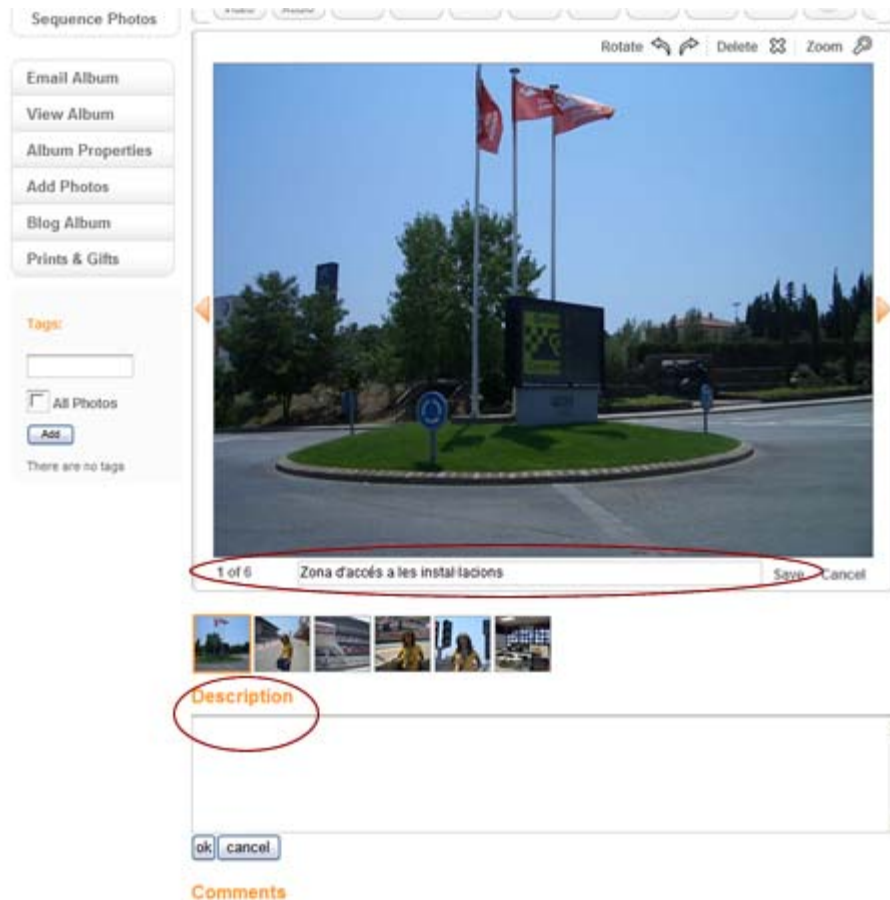 Sequence Photos
Video Audio
Rotate Delete Zoom
Email Album
View Album
Album Properties
Add Photos
Blog Album
Prints & Gifts
Tags:
All Photos
Add
There are no tags
1 of 6 Zona d'accés a les instal·lacions Save Cancel
Description
ok cancel
Comments